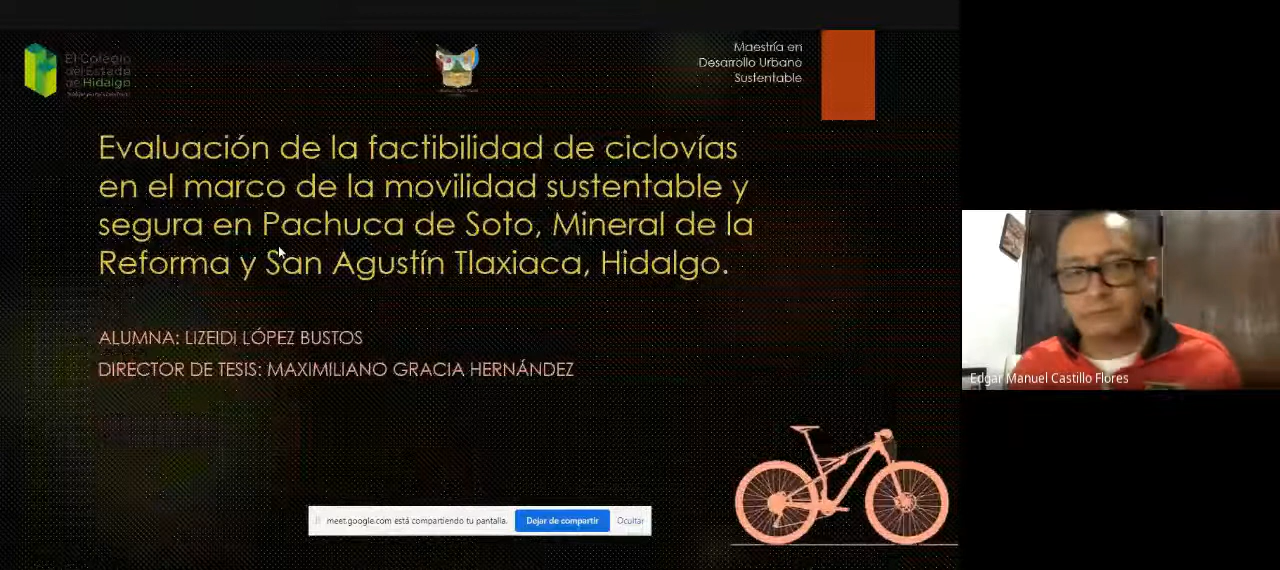 El Colegio
del Estado
de Hidalgo
Maestría en
Desarrollo Urbano
Sustentable
Evaluación de la factibilidad de ciclovías
en el marco de la movilidad sustentable y
segura en Pachuca de Soto, Mineral de la
Reforma y San Agustín Tlaxiaca, Hidalgo.
ALUMNA: LIZEIDI LÓPEZ BUSTOS
DIRECTOR DE TESIS: MAXIMILIANO GRACIA HERNÁNDEZ
Edgar Manuel Castillo Flores
meet.google.com está compartiendo tu pantalla. Dejar de compartir Ocultar